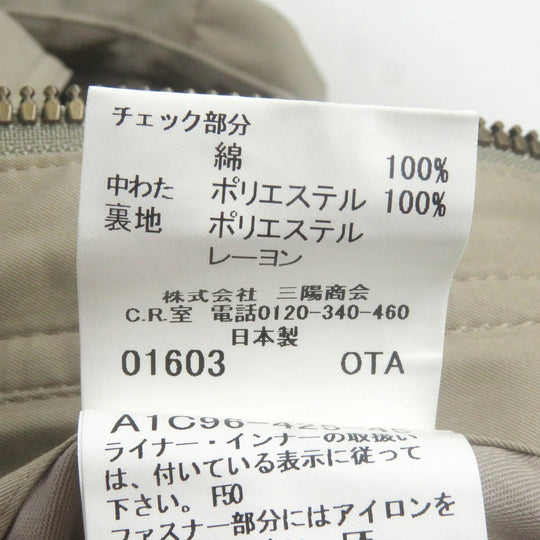 チェック部分
綿 100%
中わた ポリエステル 100%
裏地 ポリエステル
レーヨン
株式会社 三陽商会
C.R.室 電話0120-340-460
日本製
01603 OTA
A1C96-425-45
ライナー・インナーの取扱い
は、付いている表示に従って
下さい。F50
ファスナー部分にはアイロンを